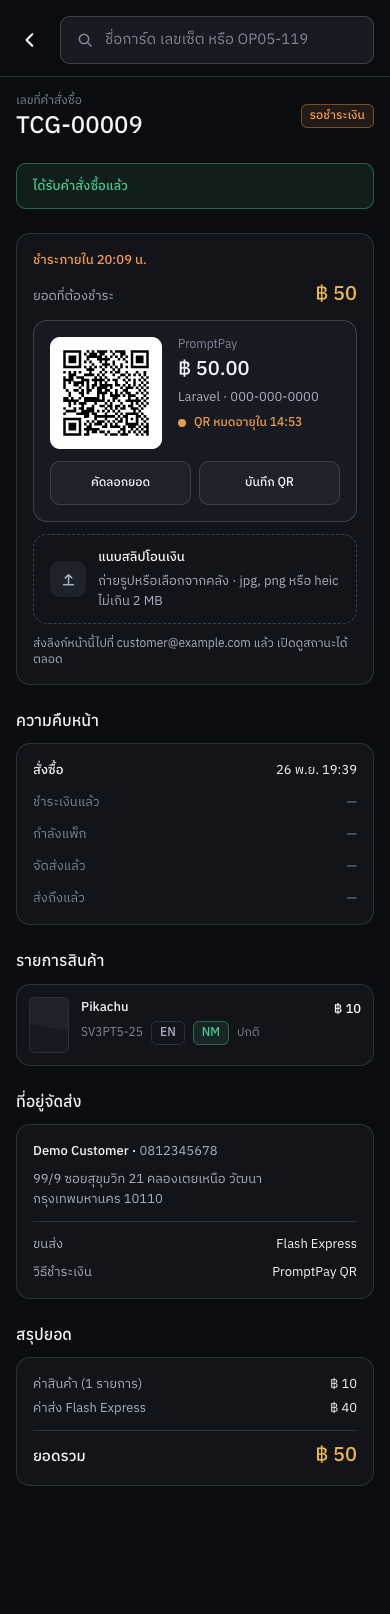 ชื่อการ์ด เลขเซ็ต หรือ OP05-119
เลขที่คำสั่งซื้อ
TCG-00009
รอชำระเงิน
ได้รับคำสั่งซื้อแล้ว
ชำระภายใน 20:09 น.
ยอดที่ต้องชำระ ฿ 50
PromptPay
฿ 50.00
Laravel · 000-000-0000
QR หมดอายุใน 14:53
คัดลอกยอด บันทึก QR
แนบสลิปโอนเงิน
ถ่ายรูปหรือเลือกจากคลัง · jpg, png หรือ heic
ไม่เกิน 2 MB
ส่งลิงก์หน้านี้ไปที่ customer@example.com แล้ว เปิดดูสถานะได้
ตลอด
ความคืบหน้า
สั่งซื้อ 26 พ.ย. 19:39
ชำระเงินแล้ว —
กำลังแพ็ก —
จัดส่งแล้ว —
ส่งถึงแล้ว —
รายการสินค้า
Pikachu ฿ 10
SV3PT5-25 EN NM ปกติ
ที่อยู่จัดส่ง
Demo Customer · 0812345678
99/9 ซอยสุขุมวิท 21 คลองเตยเหนือ วัฒนา
กรุงเทพมหานคร 10110
ขนส่ง Flash Express
วิธีชำระเงิน PromptPay QR
สรุปยอด
ค่าสินค้า (1 รายการ) ฿ 10
ค่าส่ง Flash Express ฿ 40
ยอดรวม ฿ 50